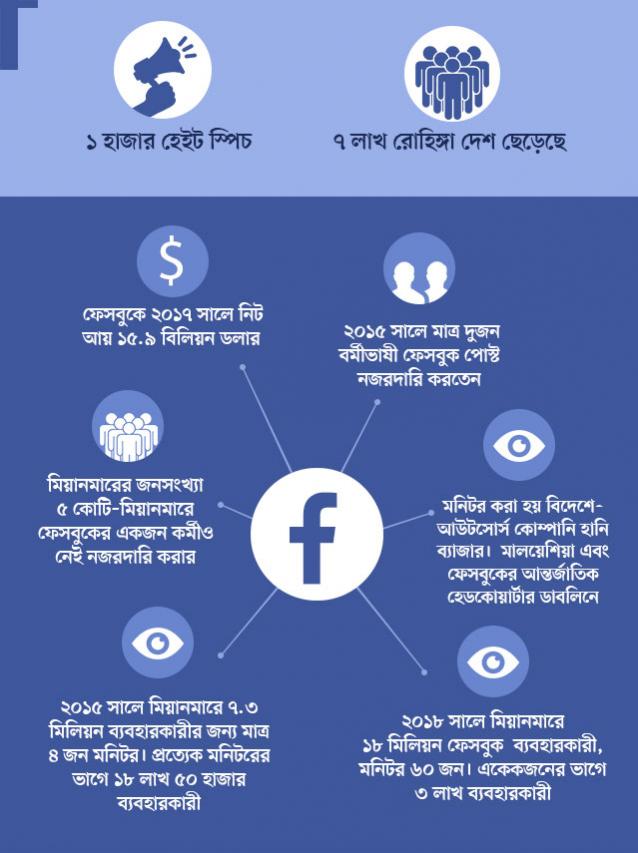 ১ হাজার হেইট স্পিচ
৭ লাখ রোহিঙ্গা দেশ ছেড়েছে
$
ফেসবুকে ২০১৭ সালে নিট
আয় ১৫.৯ বিলিয়ন ডলার
২০১৫ সালে মাত্র দুজন
বর্মীভাষী ফেসবুক পোস্ট
নজরদারি করতেন
মিয়ানমারের জনসংখ্যা
৫ কোটি-মিয়ানমারে
ফেসবুকের একজন কর্মীও
নেই নজরদারি করার
f
মনিটর করা হয় বিদেশে-
আউটসোর্স কোম্পানি হানি
ব্যাজার। মালয়েশিয়া এবং
ফেসবুকের আন্তর্জাতিক
হেডকোয়ার্টার ডাবলিনে
২০১৫ সালে মিয়ানমারে ৭.৩
মিলিয়ন ব্যবহারকারীর জন্য মাত্র
৪ জন মনিটর। প্রত্যেক মনিটরের
ভাগে ১৮ লাখ ৫০ হাজার
ব্যবহারকারী
২০১৮ সালে মিয়ানমারে
১৮ মিলিয়ন ফেসবুক ব্যবহারকারী,
মনিটর ৬০ জন। একেকজনের ভাগে
৩ লাখ ব্যবহারকারী